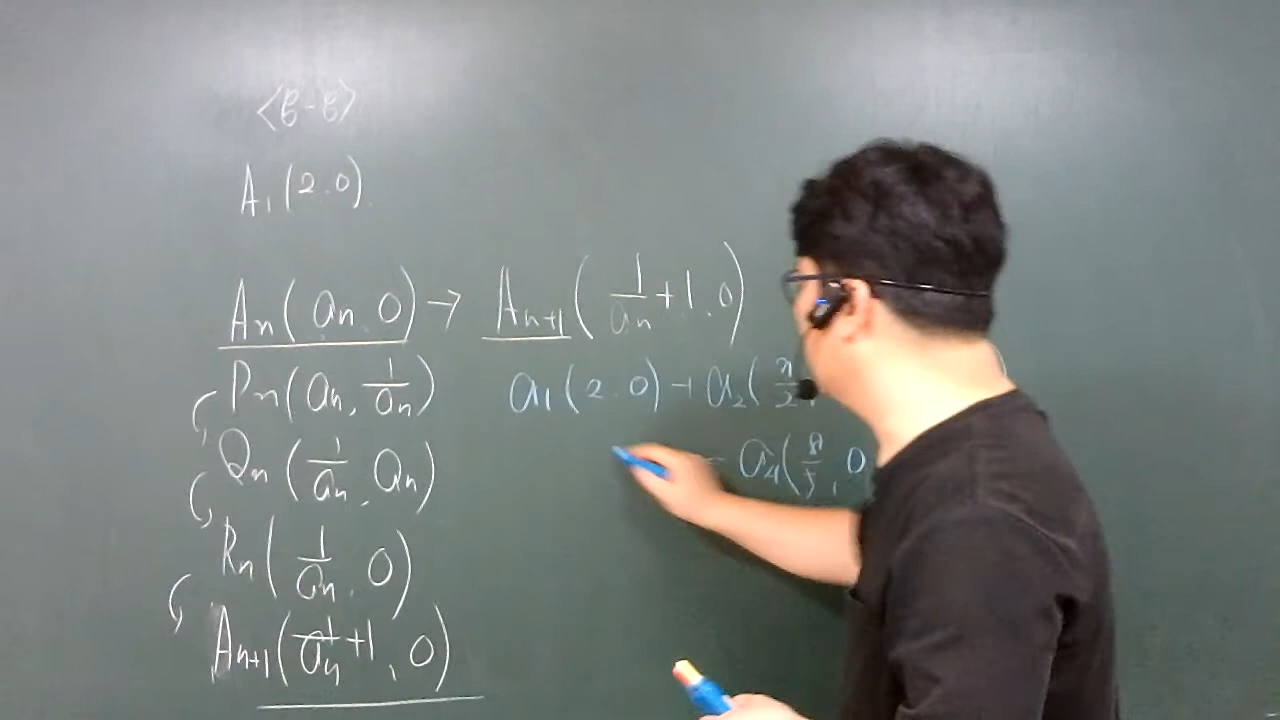 A₁(2.0).
Aₙ(aₙ.0) → Aₙ₊₁(1/aₙ+1.0)
Pₙ(aₙ, 1/aₙ)
a₁(2.0) → a₂(
Qₙ(1/aₙ, aₙ)
a₄(8/5, 0
Rₙ(1/aₙ.0)
Aₙ₊₁(1/aₙ+1,0)